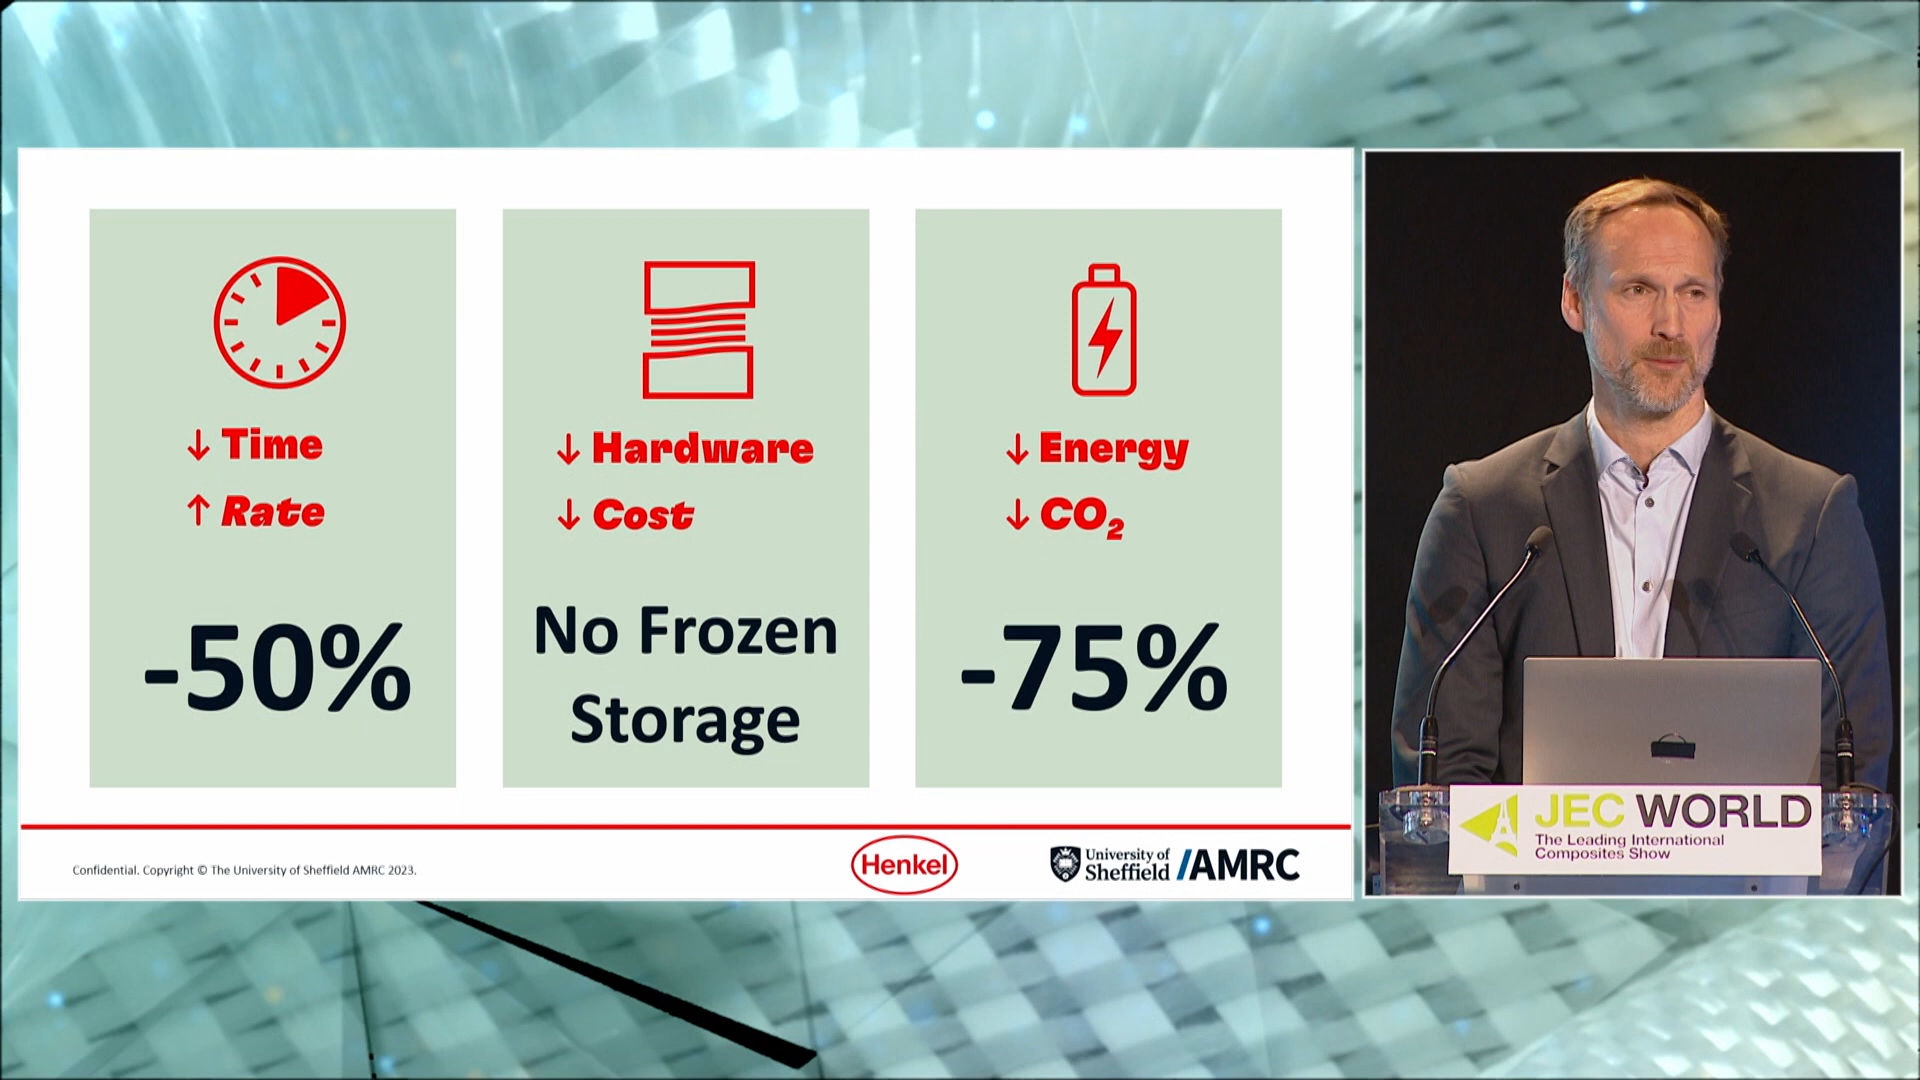 ↓ Time
↑ Rate
-50%
↓ Hardware
↓ Cost
No Frozen
Storage
↓ Energy
↓ CO₂
-75%
Confidential. Copyright © The University of Sheffield AMRC 2023.
Henkel
University of
Sheffield
/AMRC
JEC WORLD
The Leading International
Composites Show